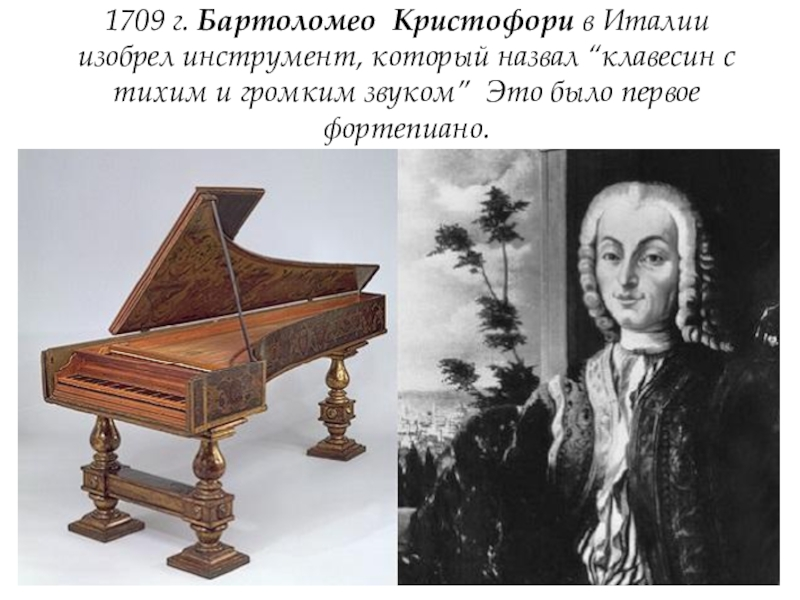 1709 г. Бартоломео Кристофори в Италии
изобрел инструмент, который назвал “клавесин с
тихим и громким звуком” Это было первое
фортепиано.